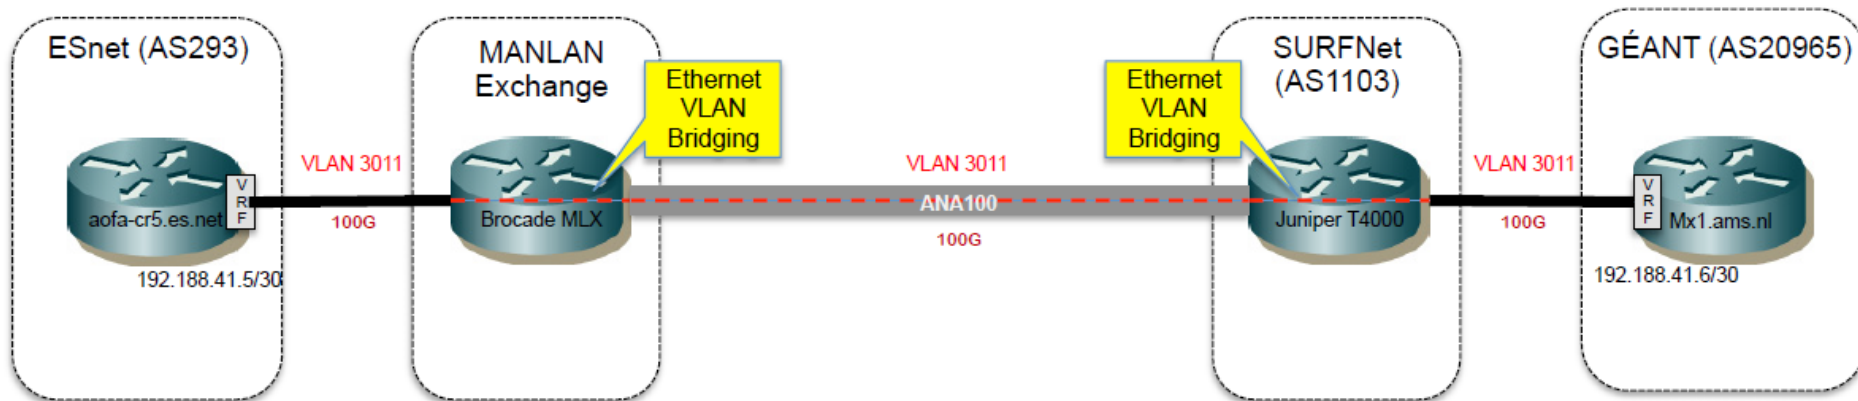 ESnet (AS293)
MANLAN
Exchange
SURFNet
(AS1103)
GÉANT (AS20965)
Ethernet
VLAN
Bridging
Ethernet
VLAN
Bridging
VLAN 3011
VLAN 3011
VLAN 3011
V
R
F
V
R
F
aofa-cr5.es.net
100G
Brocade MLX
ANA100
100G
Juniper T4000
100G
Mx1.ams.nl
192.188.41.5/30
192.188.41.6/30